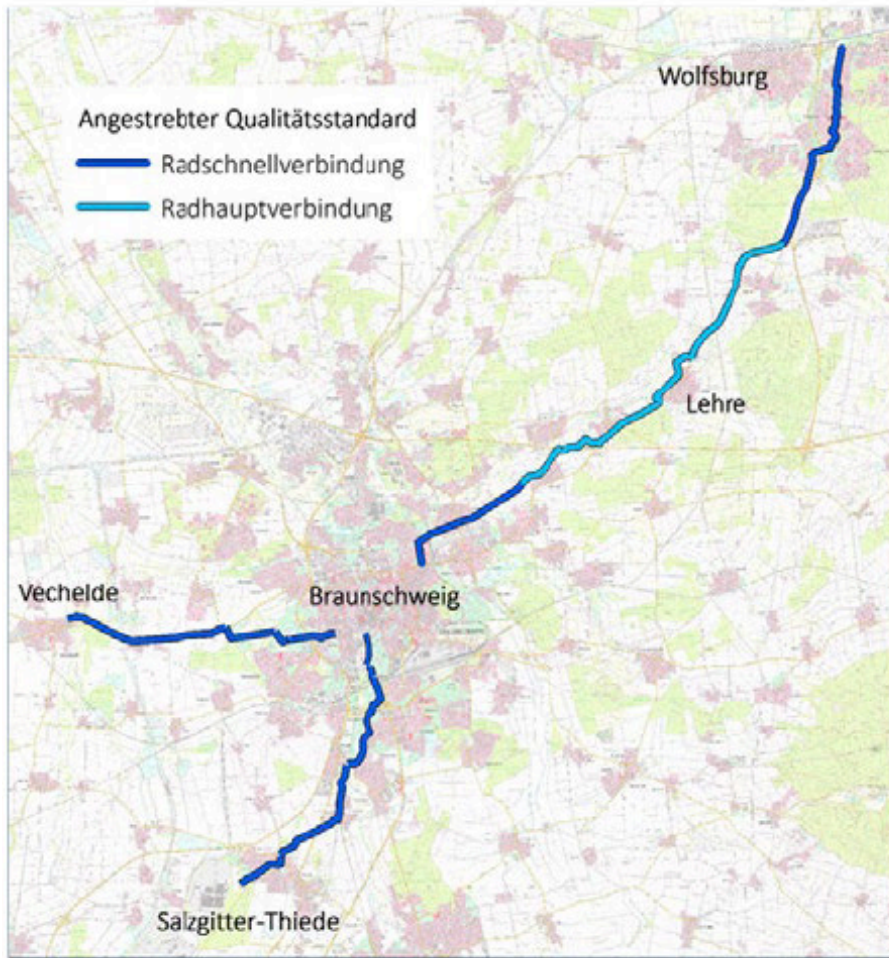 Wolfsburg
Angestrebter Qualitätsstandard
Radschnellverbindung
Radhauptverbindung
Lehre
Vechelde
Braunschweig
Salzgitter-Thiede